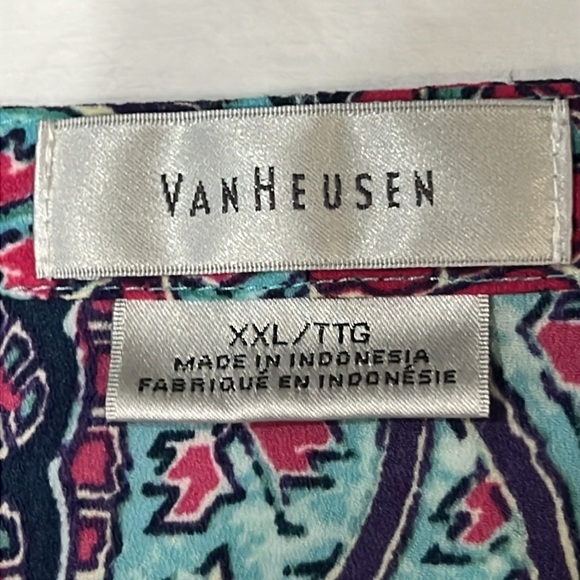 VANHEUSEN
XXL/TTG
MADE IN INDONESIA
FABRIQUÉ EN INDONÉSIE